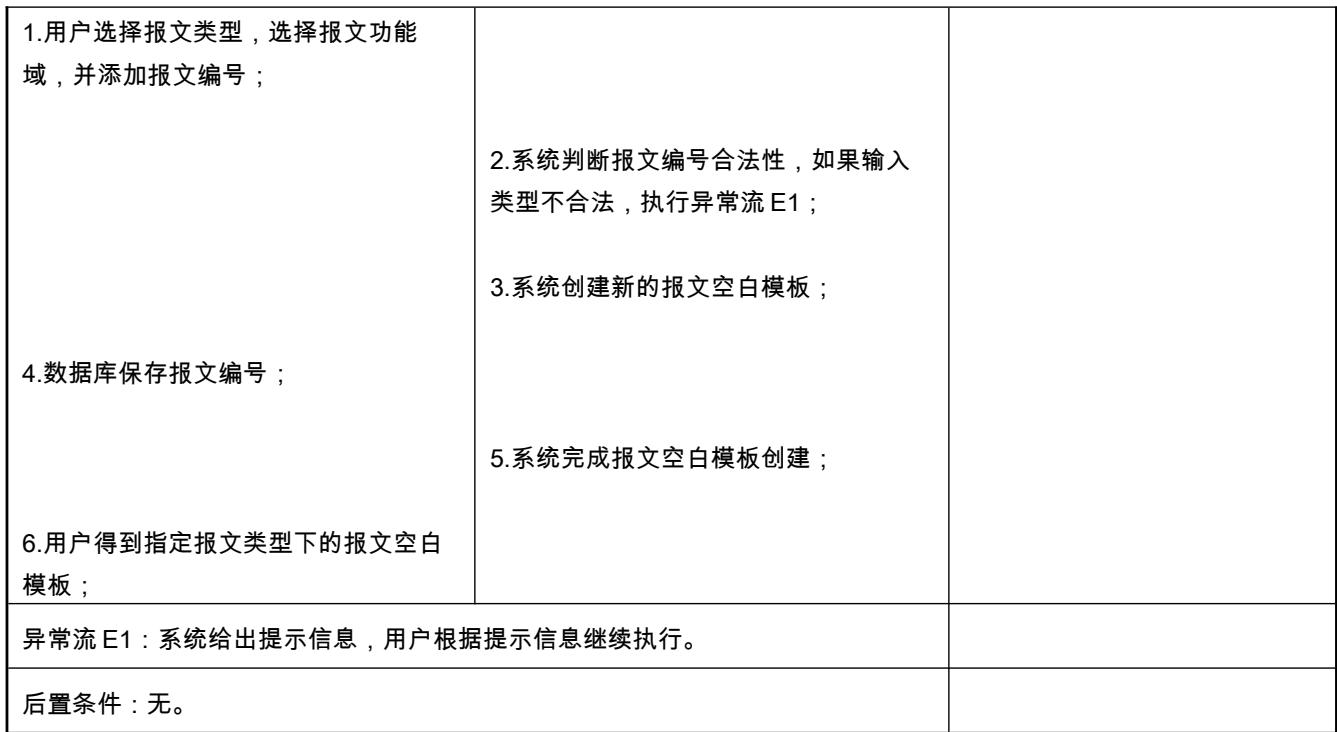 1.用户选择报文类型，选择报文功能
域，并添加报文编号；
2.系统判断报文编号合法性，如果输入
类型不合法，执行异常流 E1；
3.系统创建新的报文空白模板；
4.数据库保存报文编号；
5.系统完成报文空白模板创建；
6.用户得到指定报文类型下的报文空白
模板；
异常流 E1：系统给出提示信息，用户根据提示信息继续执行。
后置条件：无。